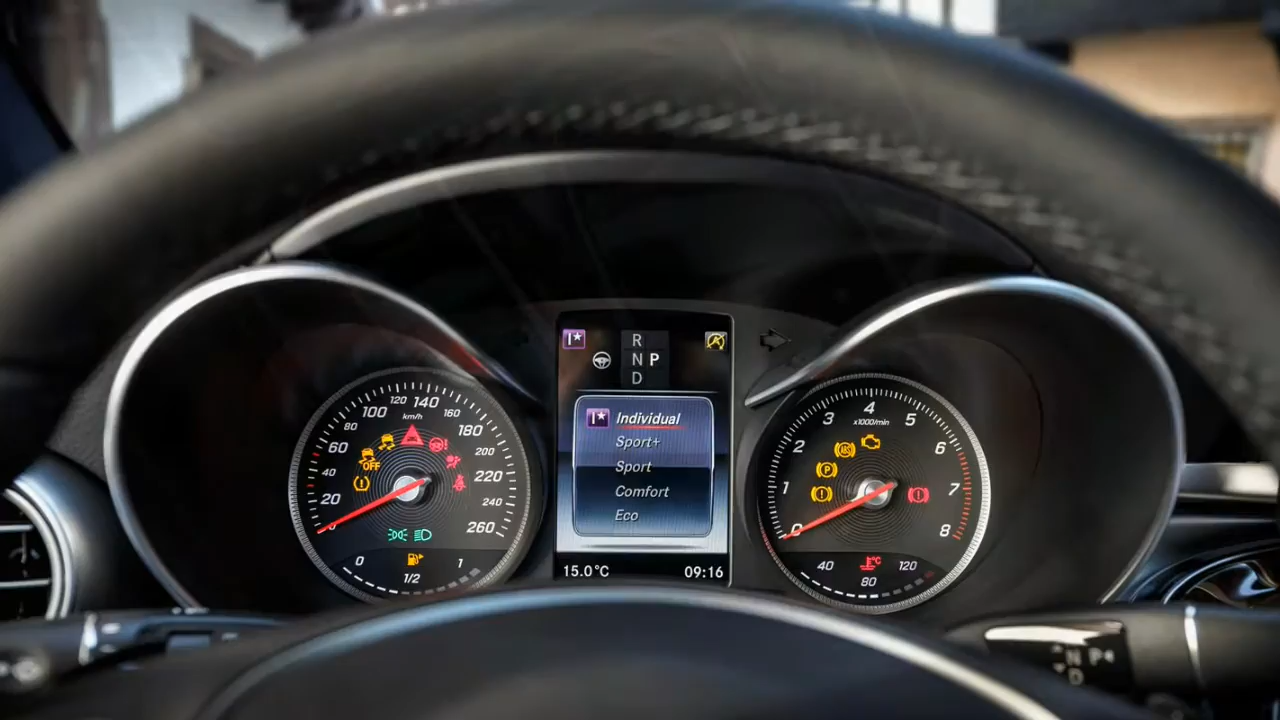 R
N P
D
Individual
Sport+
Sport
Comfort
Eco
15.0°C 09:16
0
20
40
60
80
100
120
140
160
180
200
220
240
260
km/h
OFF
0
1/2
1
0
1
2
3
4
5
6
7
8
x1000/min
ABS
P
40
80
120
°C
N P
D